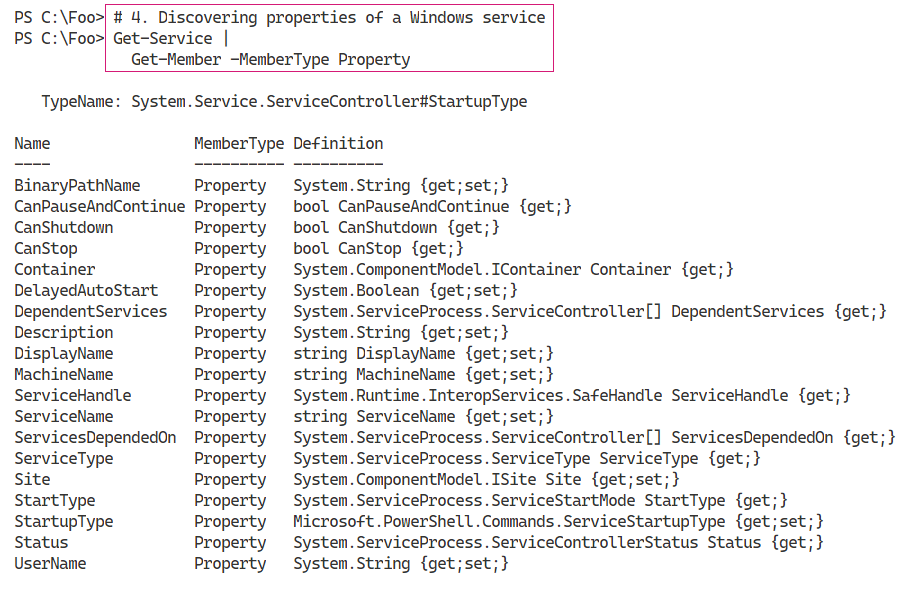 PS C:\Foo> # 4. Discovering properties of a Windows service
PS C:\Foo> Get-Service |
  Get-Member -MemberType Property
TypeName: System.Service.ServiceController#StartupType
Name MemberType Definition
---- ---------- ----------
BinaryPathName Property System.String {get;set;}
CanPauseAndContinue Property bool CanPauseAndContinue {get;}
CanShutdown Property bool CanShutdown {get;}
CanStop Property bool CanStop {get;}
Container Property System.ComponentModel.IContainer Container {get;}
DelayedAutoStart Property System.Boolean {get;set;}
DependentServices Property System.ServiceProcess.ServiceController[] DependentServices {get;}
Description Property System.String {get;set;}
DisplayName Property string DisplayName {get;set;}
MachineName Property string MachineName {get;set;}
ServiceHandle Property System.Runtime.InteropServices.SafeHandle ServiceHandle {get;}
ServiceName Property string ServiceName {get;set;}
ServicesDependedOn Property System.ServiceProcess.ServiceController[] ServicesDependedOn {get;}
ServiceType Property System.ServiceProcess.ServiceType ServiceType {get;}
Site Property System.ComponentModel.ISite Site {get;set;}
StartType Property System.ServiceProcess.ServiceStartMode StartType {get;}
StartupType Property Microsoft.PowerShell.Commands.ServiceStartupType {get;set;}
Status Property System.ServiceProcess.ServiceControllerStatus Status {get;}
UserName Property System.String {get;set;}